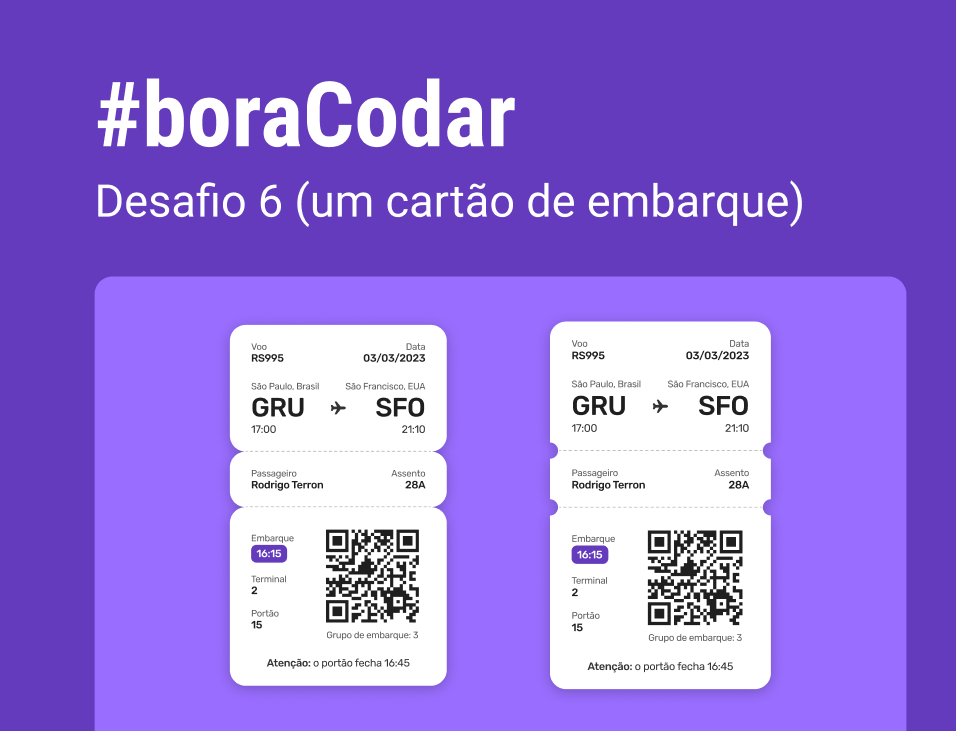 #boraCodar
Desafio 6 (um cartão de embarque)
Voo Data
RS995 03/03/2023
São Paulo, Brasil São Francisco, EUA
GRU SFO
17:00 21:10
Passageiro Assento
Rodrigo Terron 28A
Embarque
16:15
Terminal
2
Portão
15
Grupo de embarque: 3
Atenção: o portão fecha 16:45
Voo Data
RS995 03/03/2023
São Paulo, Brasil São Francisco, EUA
GRU SFO
17:00 21:10
Passageiro Assento
Rodrigo Terron 28A
Embarque
16:15
Terminal
2
Portão
15
Grupo de embarque: 3
Atenção: o portão fecha 16:45